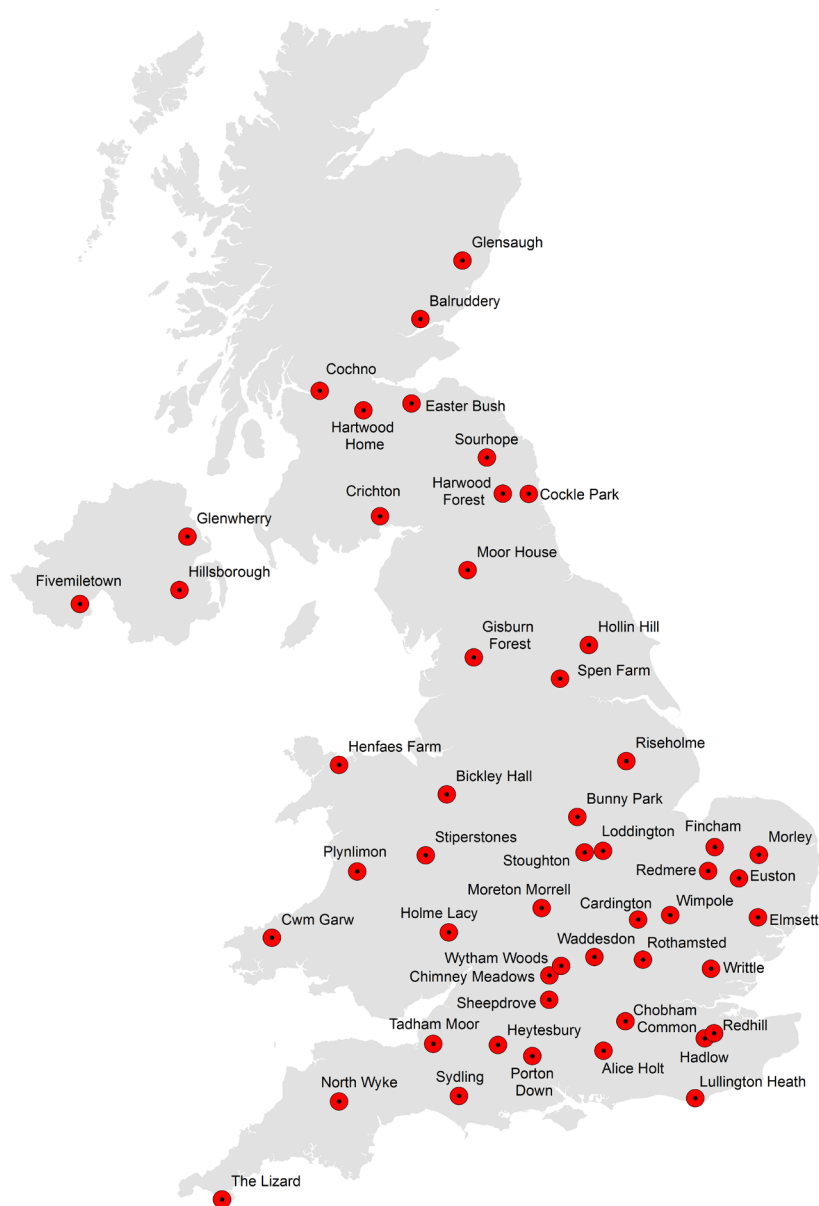 Glensaugh
Balruddery
Cochno
Easter Bush
Hartwood
Home
Sourhope
Harwood
Forest
Cockle Park
Crichton
Glenwherry
Moor House
Hillsborough
Fivemiletown
Hollin Hill
Gisburn
Forest
Spen Farm
Riseholme
Henfaes Farm
Bickley Hall
Bunny Park
Fincham
Loddington
Morley
Stiperstones
Stoughton
Plynlimon
Redmere
Euston
Moreton Morrell
Cardington
Wimpole
Holme Lacy
Cwm Garw
Elmsett
Waddesdon
Rothamsted
Wytham Woods
Chimney Meadows
Writtle
Sheepdrove
Chobham
Common
Redhill
Tadham Moor
Heytesbury
Hadlow
Alice Holt
Porton
Down
Sydling
North Wyke
Lullington Heath
The Lizard